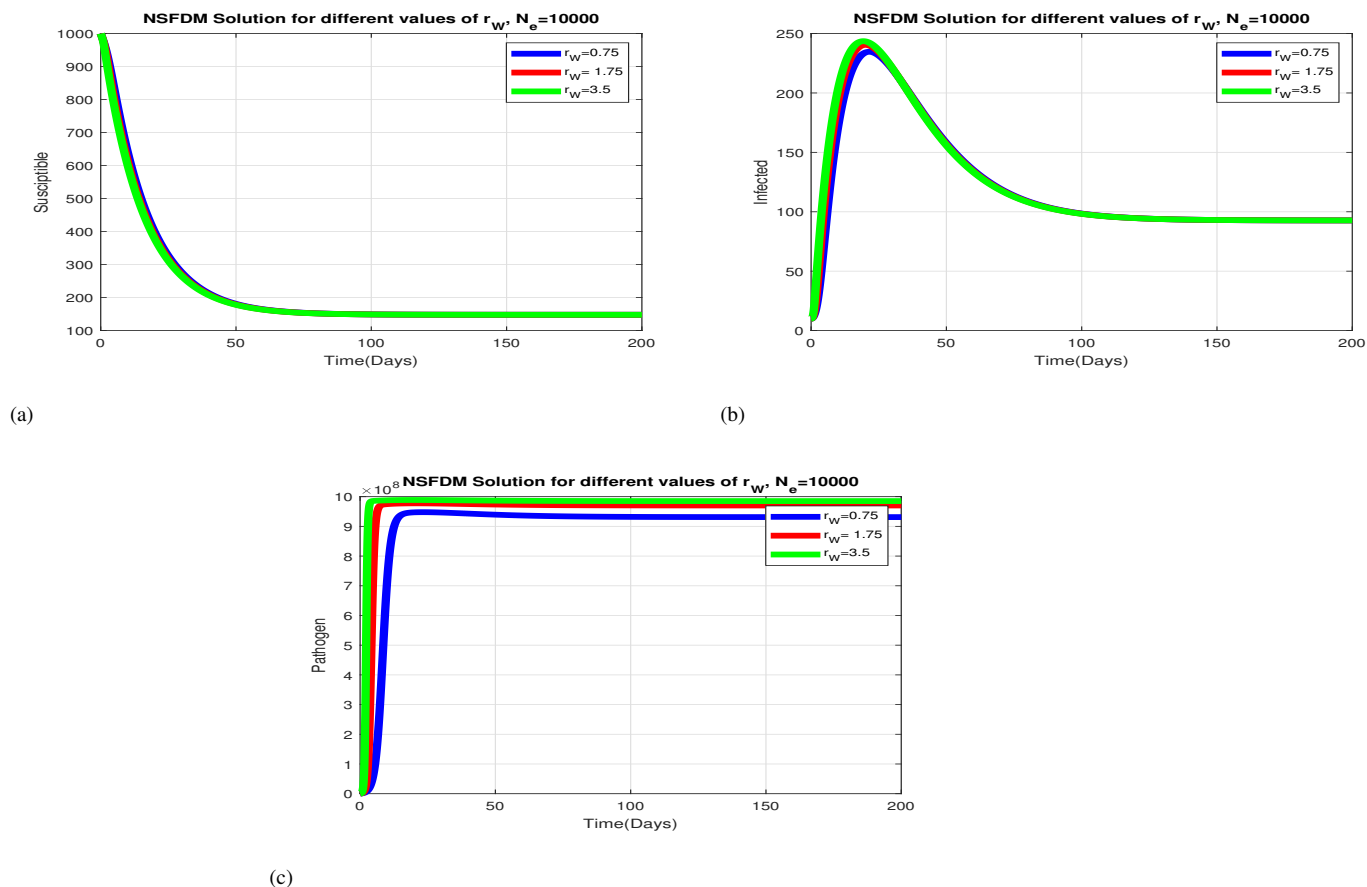 NSFDM Solution for different values of r_W, N_e=10000
1000
900
800
700
600
500
400
300
200
100
0
50
100
150
200
Susciptible
Time(Days)
r_W=0.75
r_W= 1.75
r_W=3.5
(a)
NSFDM Solution for different values of r_W, N_e=10000
250
200
150
100
50
0
0
50
100
150
200
Infected
Time(Days)
r_W=0.75
r_W= 1.75
r_W=3.5
(b)
NSFDM Solution for different values of r_W, N_e=10000
×10^8
10
9
8
7
6
5
4
3
2
1
0
0
50
100
150
200
Pathogen
Time(Days)
r_W=0.75
r_W= 1.75
r_W=3.5
(c)